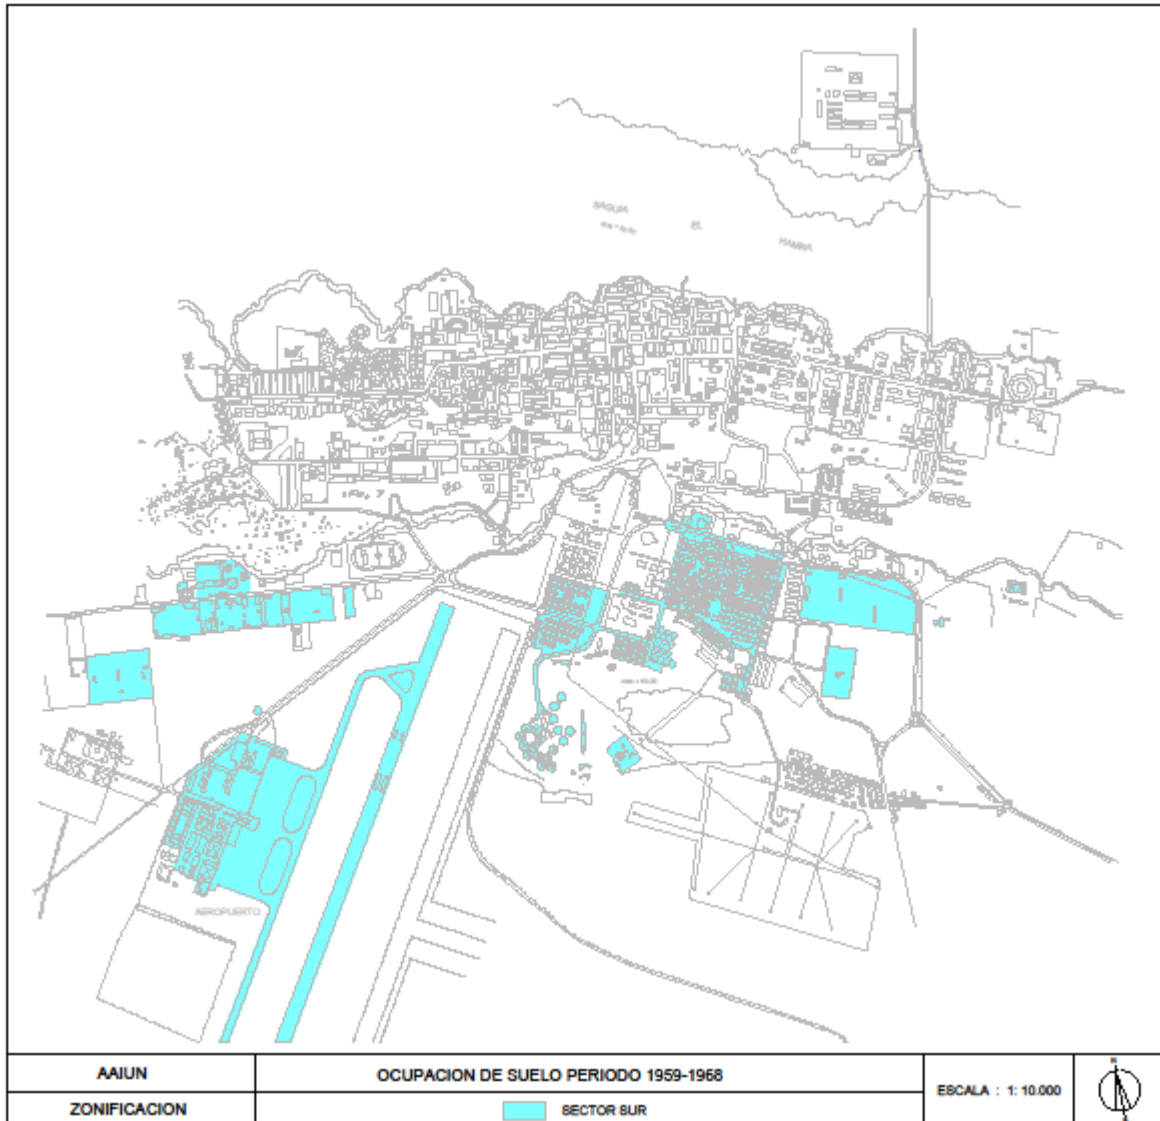 SAGUIA
EL
HAMRA
AEROPUERTO
AAIUN
OCUPACION DE SUELO PERIODO 1959-1968
ESCALA : 1: 10.000
N
ZONIFICACION
SECTOR SUR